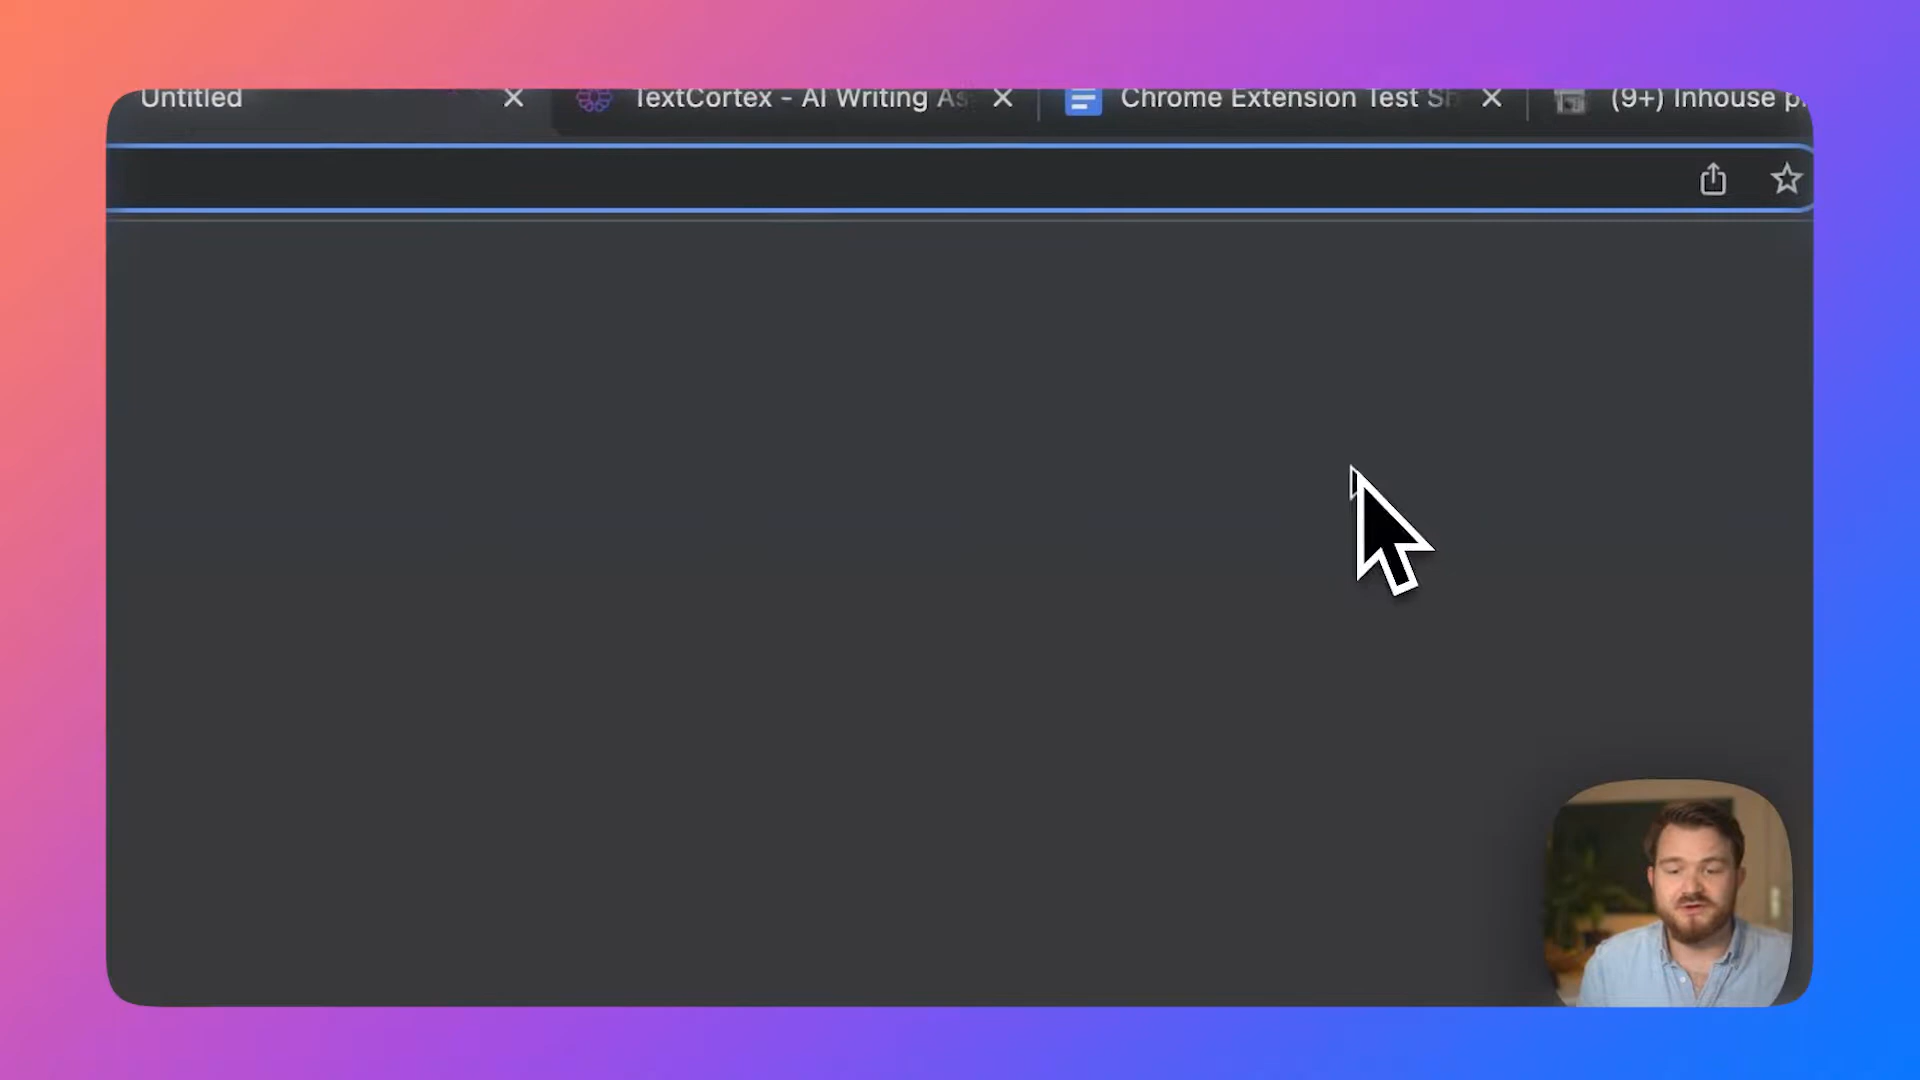 Untitled
TextCortex - AI Writing As
Chrome Extension Test Sh
(9+) Inhouse p